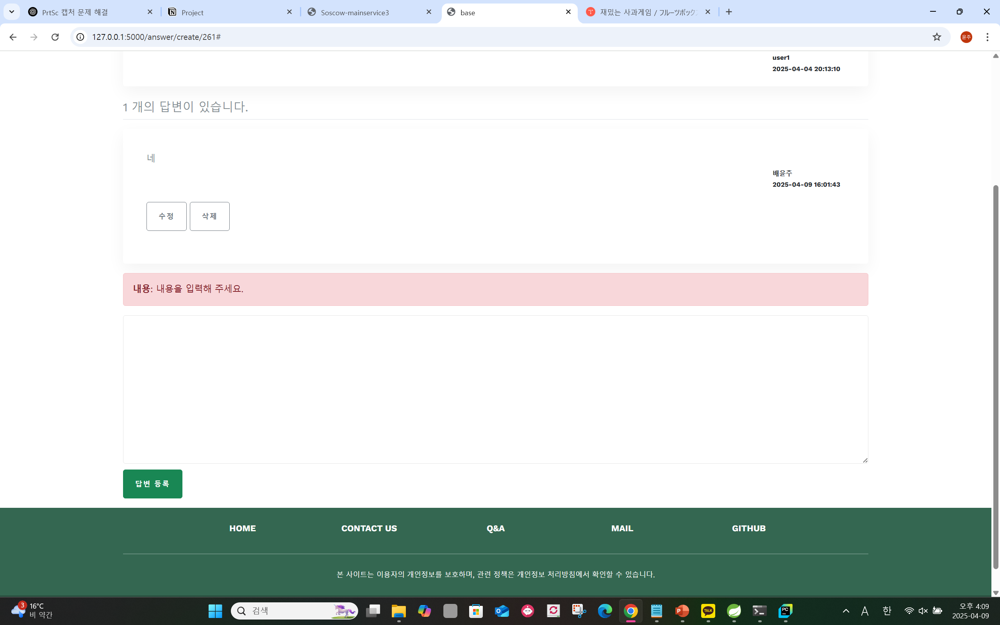 PrtSc 캡처 문제 해결
Project
Soscow-mainservice3
base
재밌는 사과게임 / フルーツボックス
127.0.0.1:5000/answer/create/261#
윤주
user1
2025-04-04 20:13:10
1 개의 답변이 있습니다.
네
배윤주
2025-04-09 16:01:43
수정
삭제
내용: 내용을 입력해 주세요.
답변 등록
HOME
CONTACT US
Q&A
MAIL
GITHUB
본 사이트는 이용자의 개인정보를 보호하며, 관련 정책은 개인정보 처리방침에서 확인할 수 있습니다.
3
16°C
비 약간
검색
TALK
PC
A
한
오후 4:09
2025-04-09